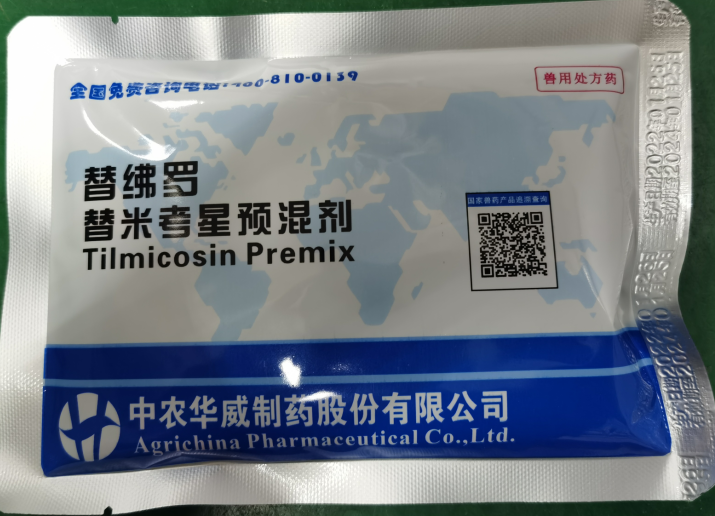 全国免费咨询电话:400-810-0139
兽用处方药
替绋罗
替米考星预混剂
Tilmicosin Premix
国家兽药产品追溯查询
中农华威制药股份有限公司
Agrichina Pharmaceutical Co.,Ltd.